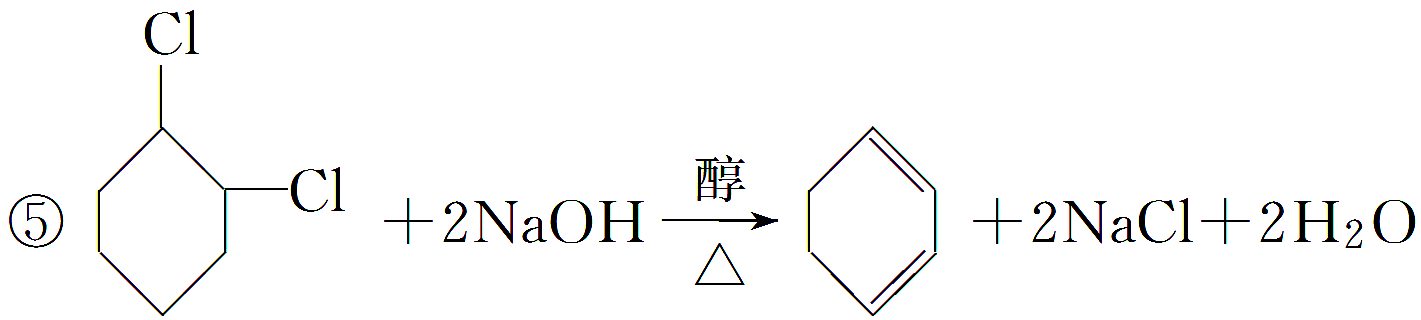 Cl
⑤ Cl +2NaOH 醇 △ +2NaCl+2H₂O